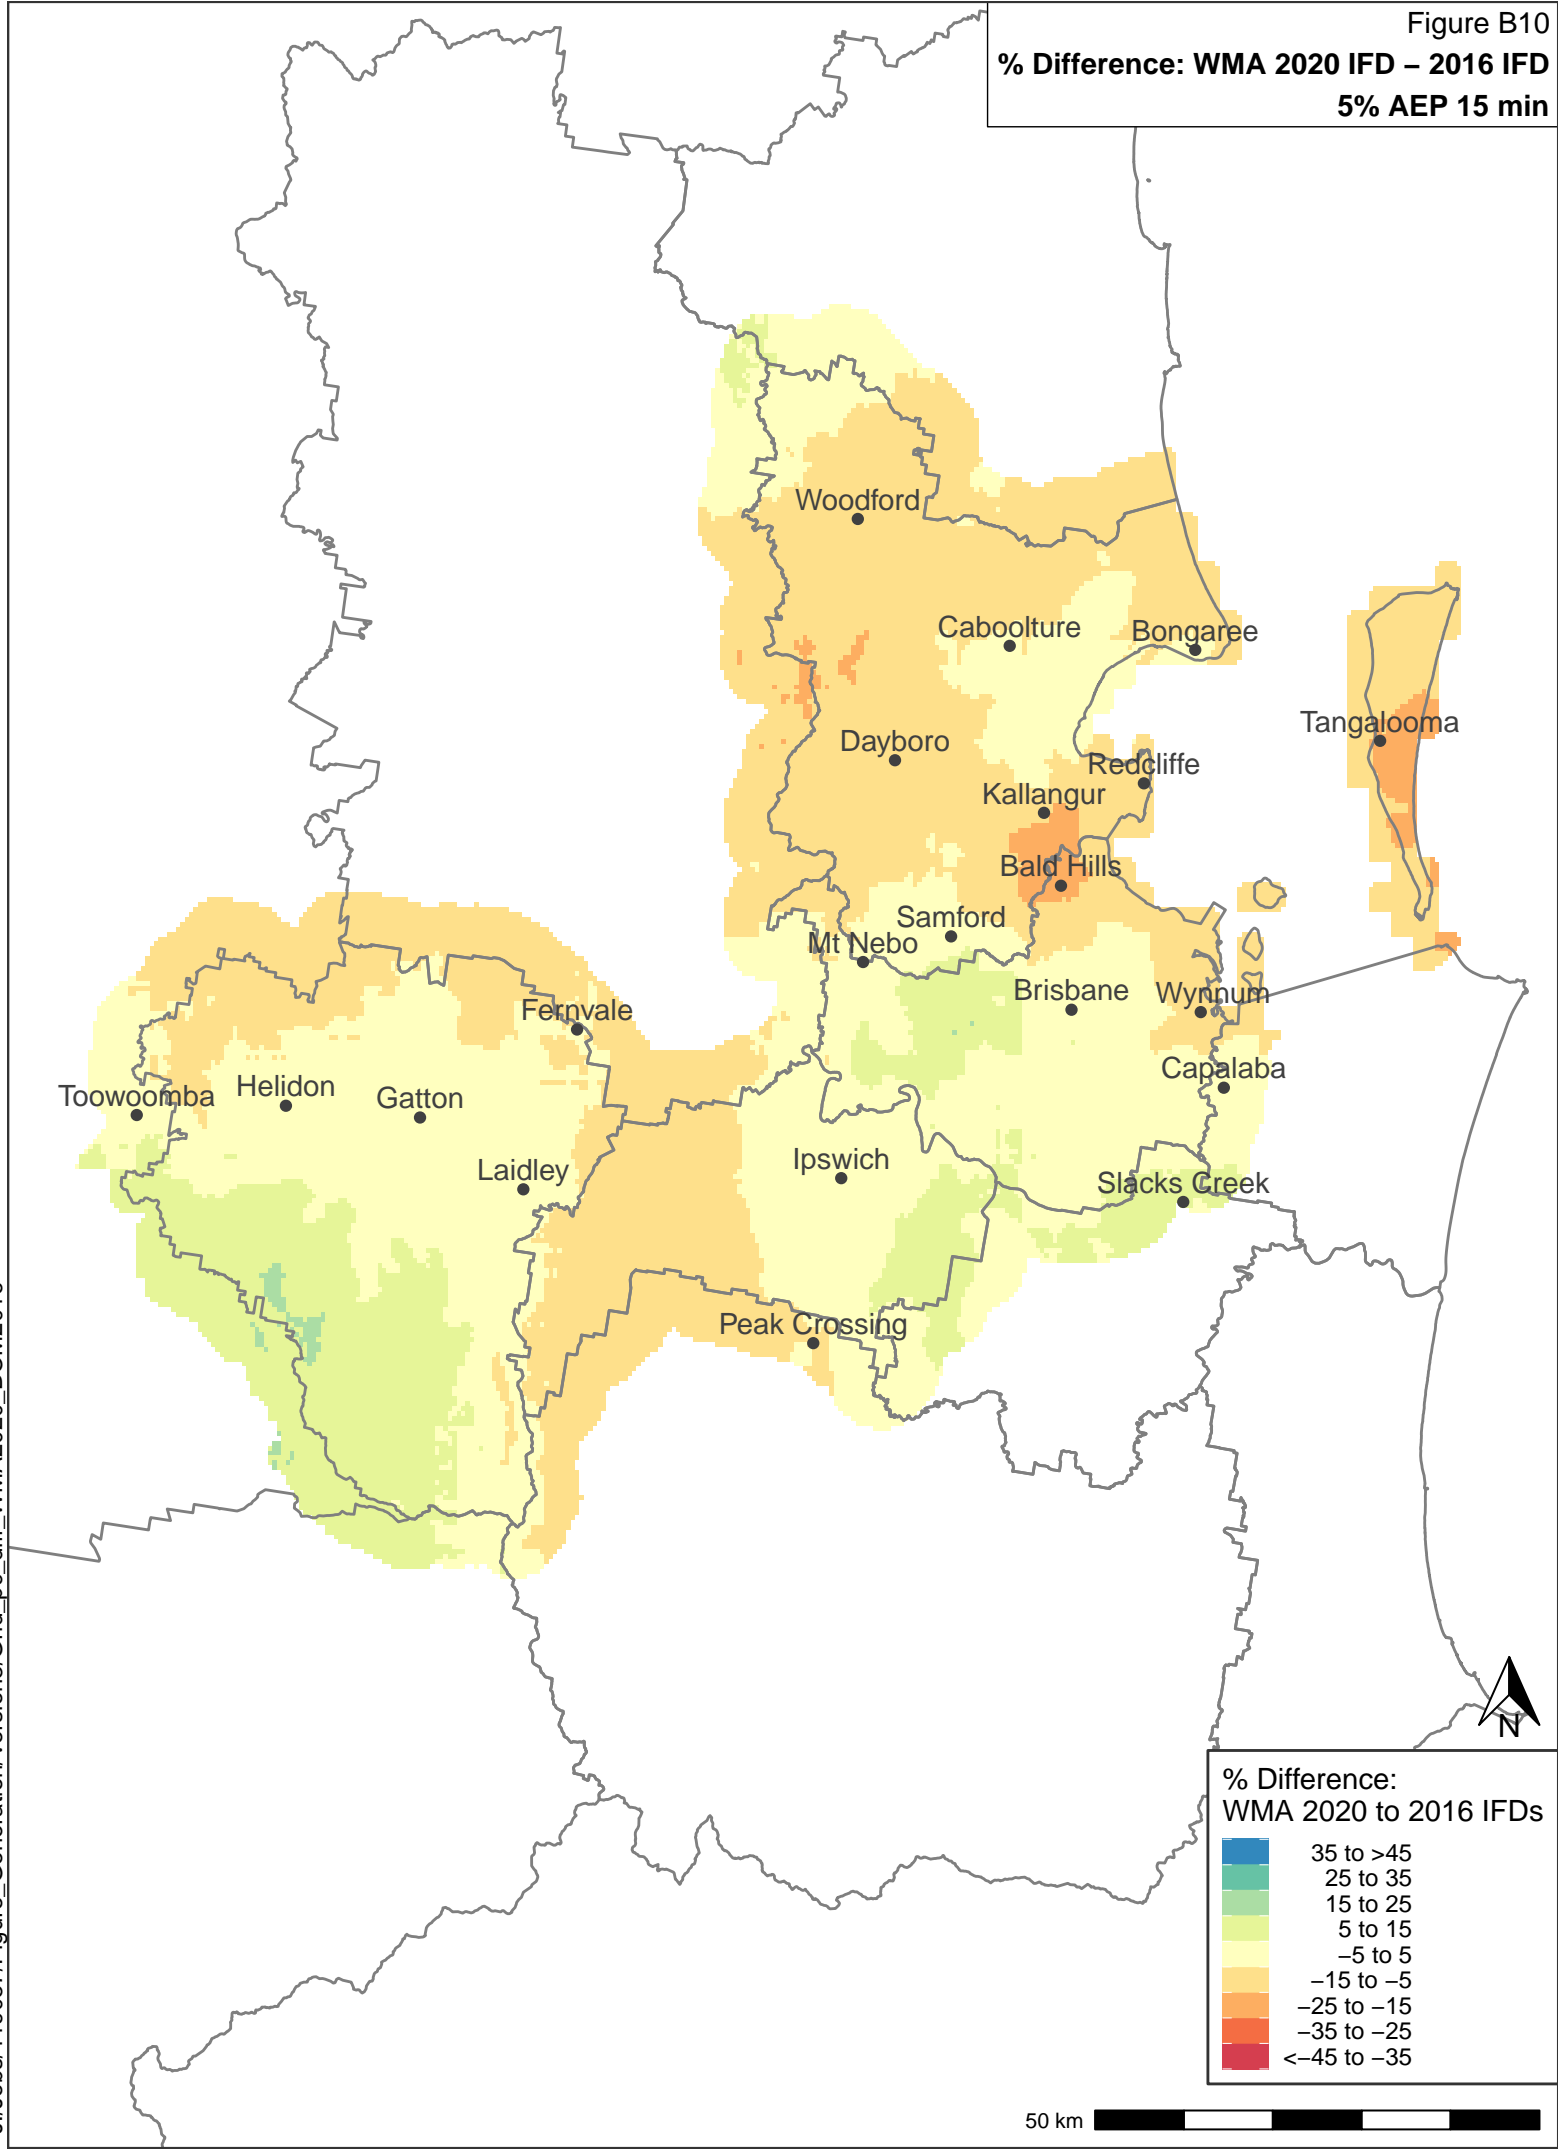 Figure B10
% Difference: WMA 2020 IFD – 2016 IFD
5% AEP 15 min
Woodford
Caboolture
Bongaree
Tangalooma
Dayboro
Redcliffe
Kallangur
Bald Hills
Samford
Mt Nebo
Brisbane
Wynnum
Fernvale
Capalaba
Toowoomba
Helidon
Gatton
Ipswich
Laidley
Slacks Creek
Peak Crossing
N
% Difference:
WMA 2020 to 2016 IFDs
35 to >45
25 to 35
15 to 25
5 to 15
−5 to 5
−15 to −5
−25 to −15
−35 to −25
<−45 to −35
50 km